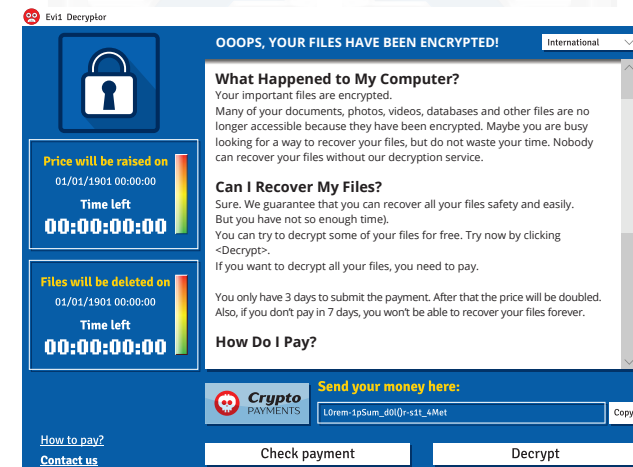 Evi1 Decryptor
OOOPS, YOUR FILES HAVE BEEN ENCRYPTED!
International
What Happened to My Computer?
Your important files are encrypted.
Many of your documents, photos, videos, databases and other files are no
longer accessible because they have been encrypted. Maybe you are busy
looking for a way to recover your files, but do not waste your time. Nobody
can recover your files without our decryption service.
Can I Recover My Files?
Sure. We guarantee that you can recover all your files safety and easily.
But you have not so enough time).
You can try to decrypt some of your files for free. Try now by clicking
<Decrypt>.
If you want to decrypt all your files, you need to pay.
You only have 3 days to submit the payment. After that the price will be doubled.
Also, if you don't pay in 7 days, you won't be able to recover your files forever.
How Do I Pay?
Price will be raised on
01/01/1901 00:00:00
Time left
00:00:00:00
Files will be deleted on
01/01/1901 00:00:00
Time left
00:00:00:00
Crypto
PAYMENTS
Send your money here:
L0rem-1pSum_d0l()r-s1t_4Met
Copy
How to pay?
Contact us
Check payment
Decrypt